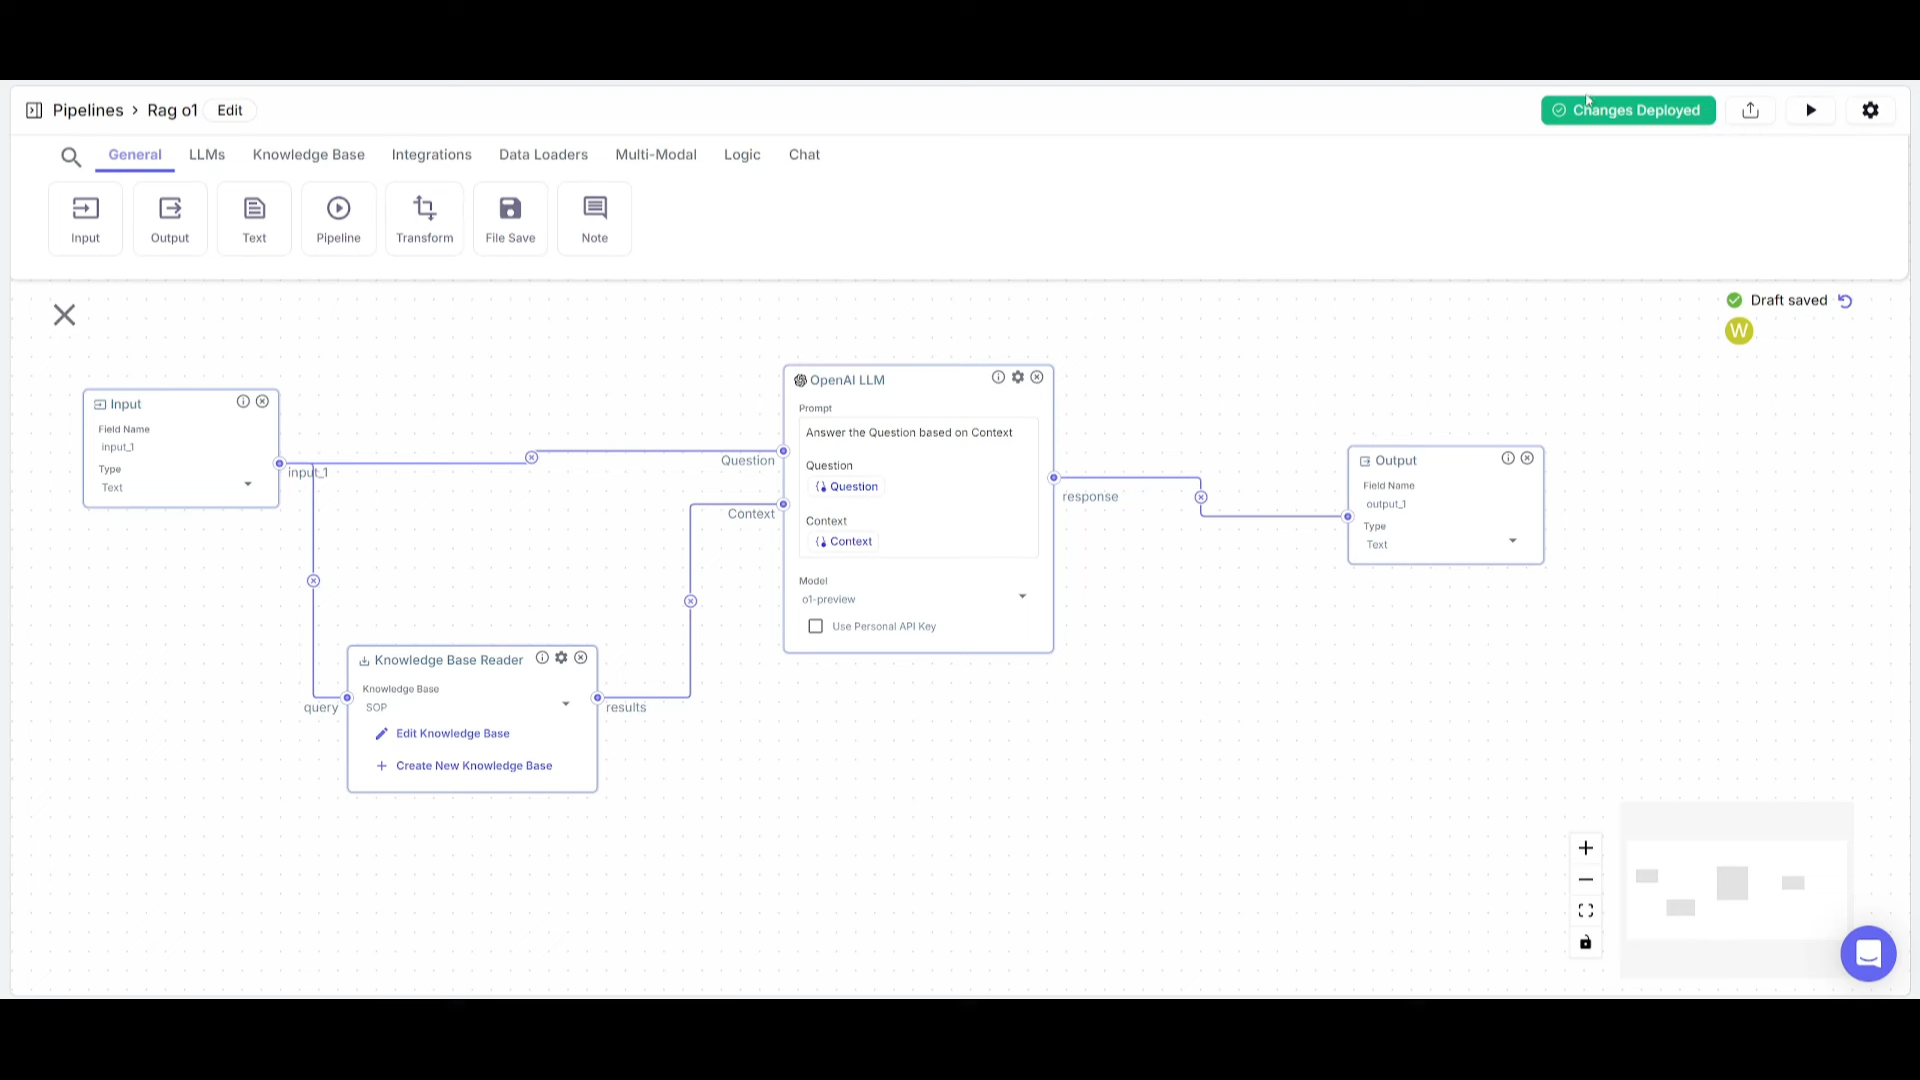 Pipelines > Rag o1 Edit
Changes Deployed
General LLMs Knowledge Base Integrations Data Loaders Multi-Modal Logic Chat
Input Output Text Pipeline Transform File Save Note
Draft saved
W
Input
Field Name
input_1
Type
Text
input_1
Question
Context
OpenAI LLM
Prompt
Answer the Question based on Context
Question
Question
Context
Context
Model
o1-preview
Use Personal API Key
response
Output
Field Name
output_1
Type
Text
query
Knowledge Base Reader
Knowledge Base
SOP
Edit Knowledge Base
+ Create New Knowledge Base
results